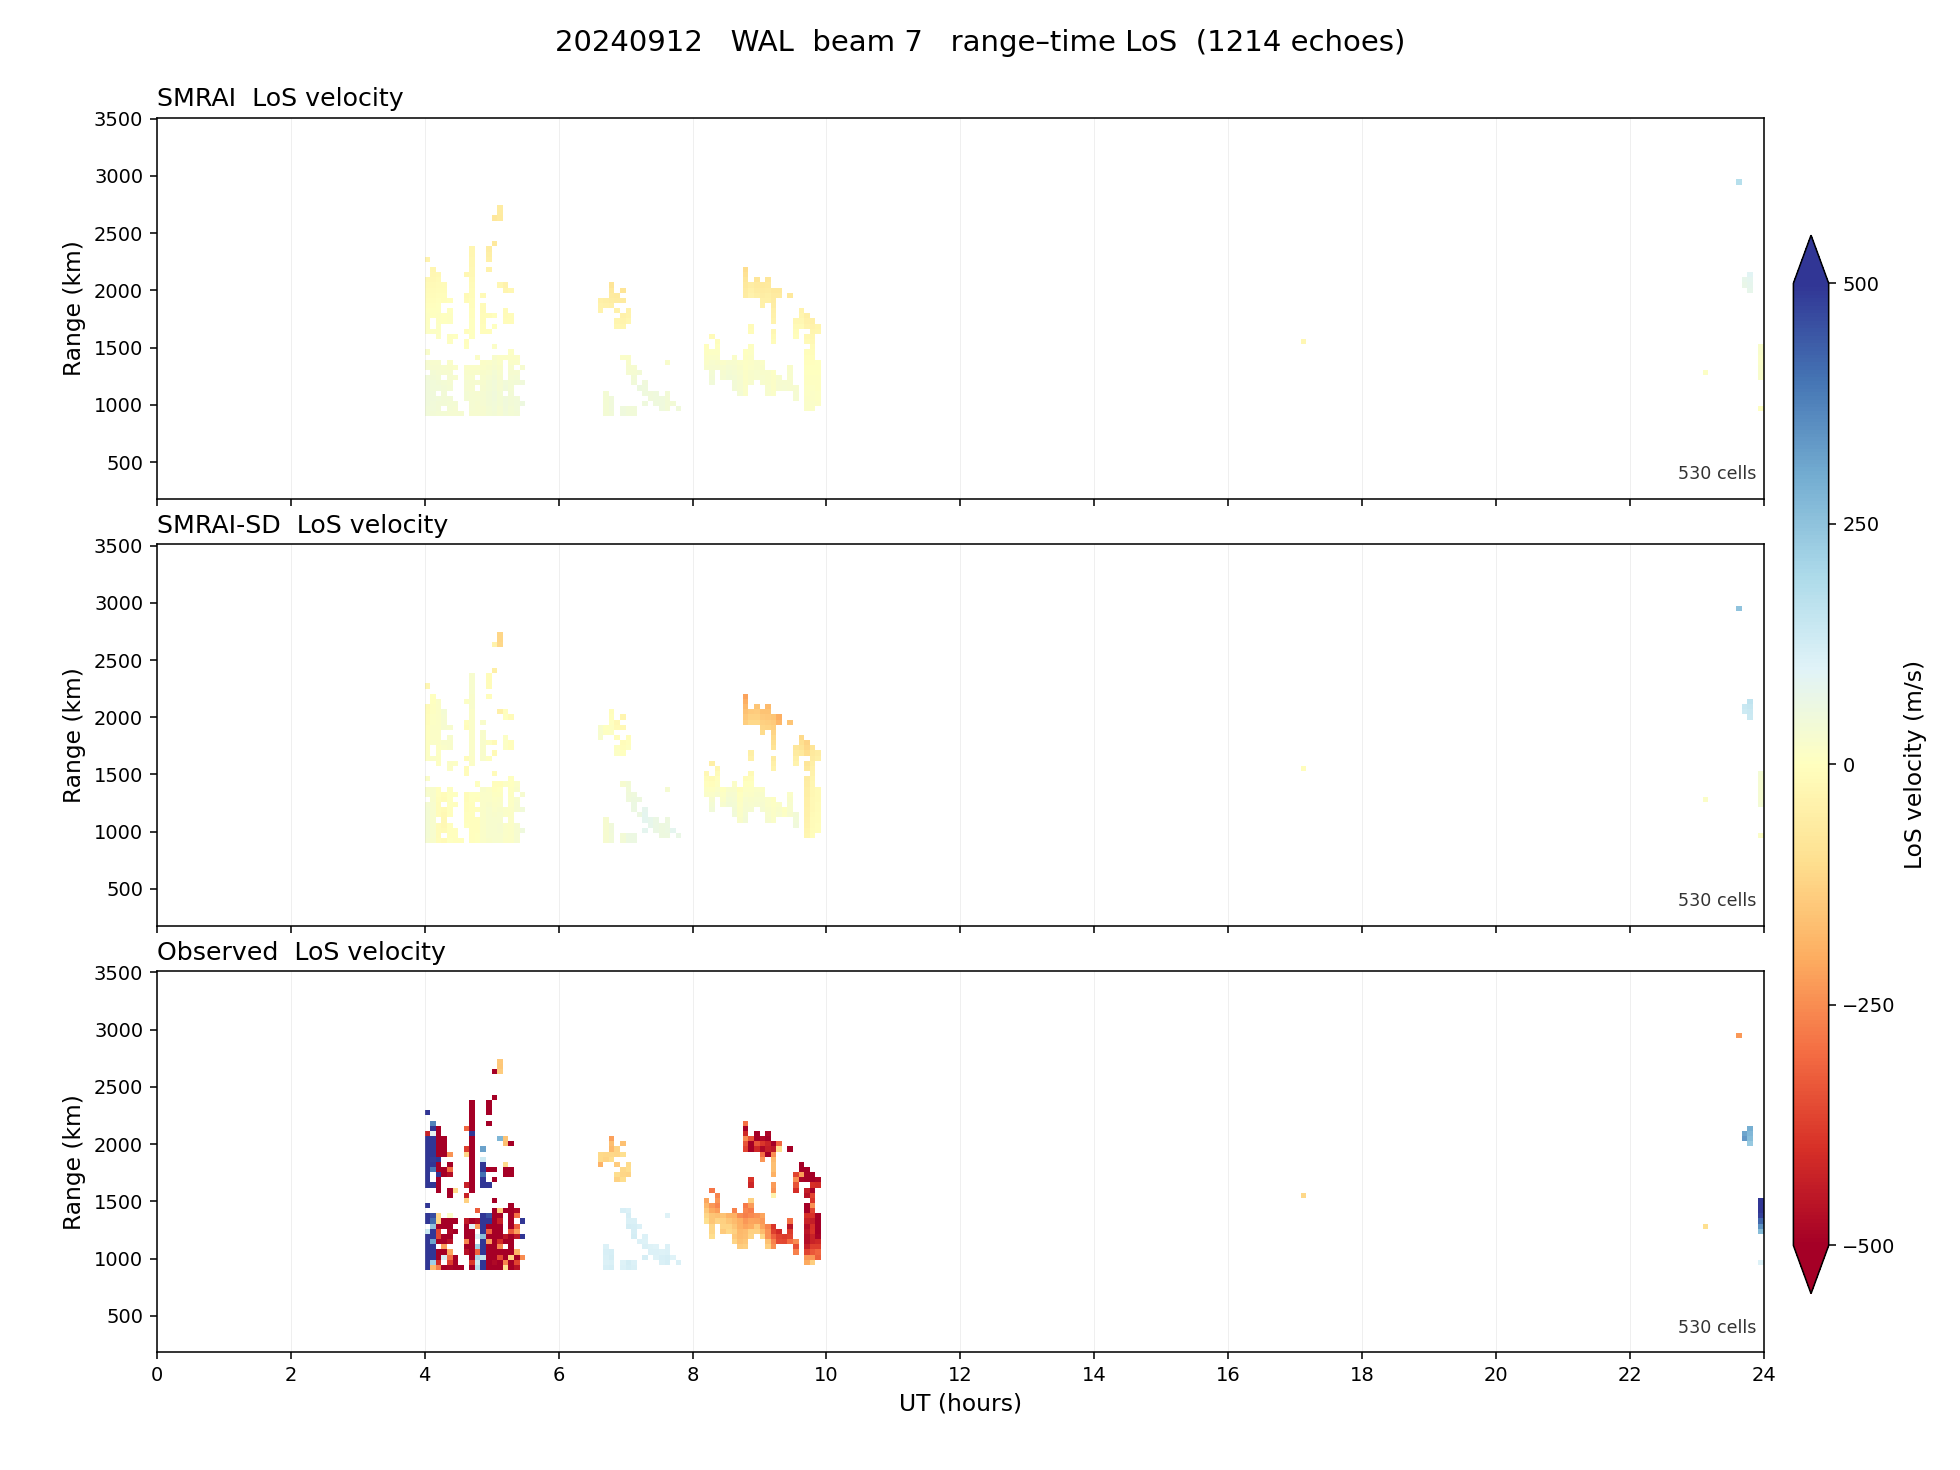 20240912   WAL  beam 7   range–time LoS  (1214 echoes)
SMRAI  LoS velocity
3500
3000
2500
2000
1500
1000
500
Range (km)
530 cells
SMRAI-SD  LoS velocity
3500
3000
2500
2000
1500
1000
500
Range (km)
530 cells
Observed  LoS velocity
3500
3000
2500
2000
1500
1000
500
Range (km)
530 cells
0 2 4 6 8 10 12 14 16 18 20 22 24
UT (hours)
500
250
0
−250
−500
LoS velocity (m/s)